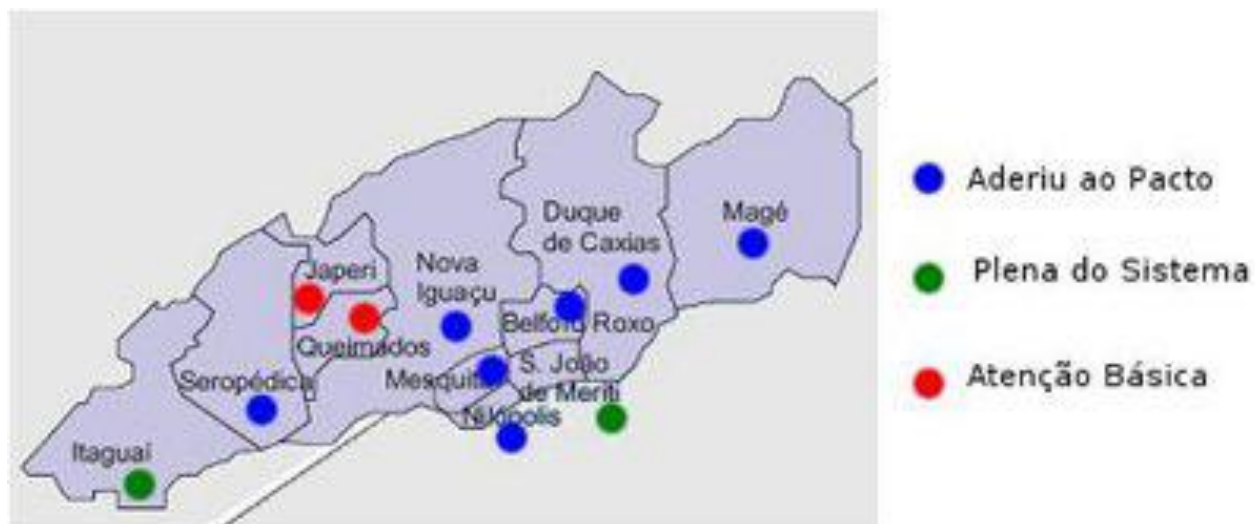 Duque
de Caxias
Magé
Japeri
Nova
Iguaçu
Belford Roxo
Queimados
Mesquita
S. João
de Meriti
Seropédica
Nilópolis
Itaguaí
Aderiu ao Pacto
Plena do Sistema
Atenção Básica